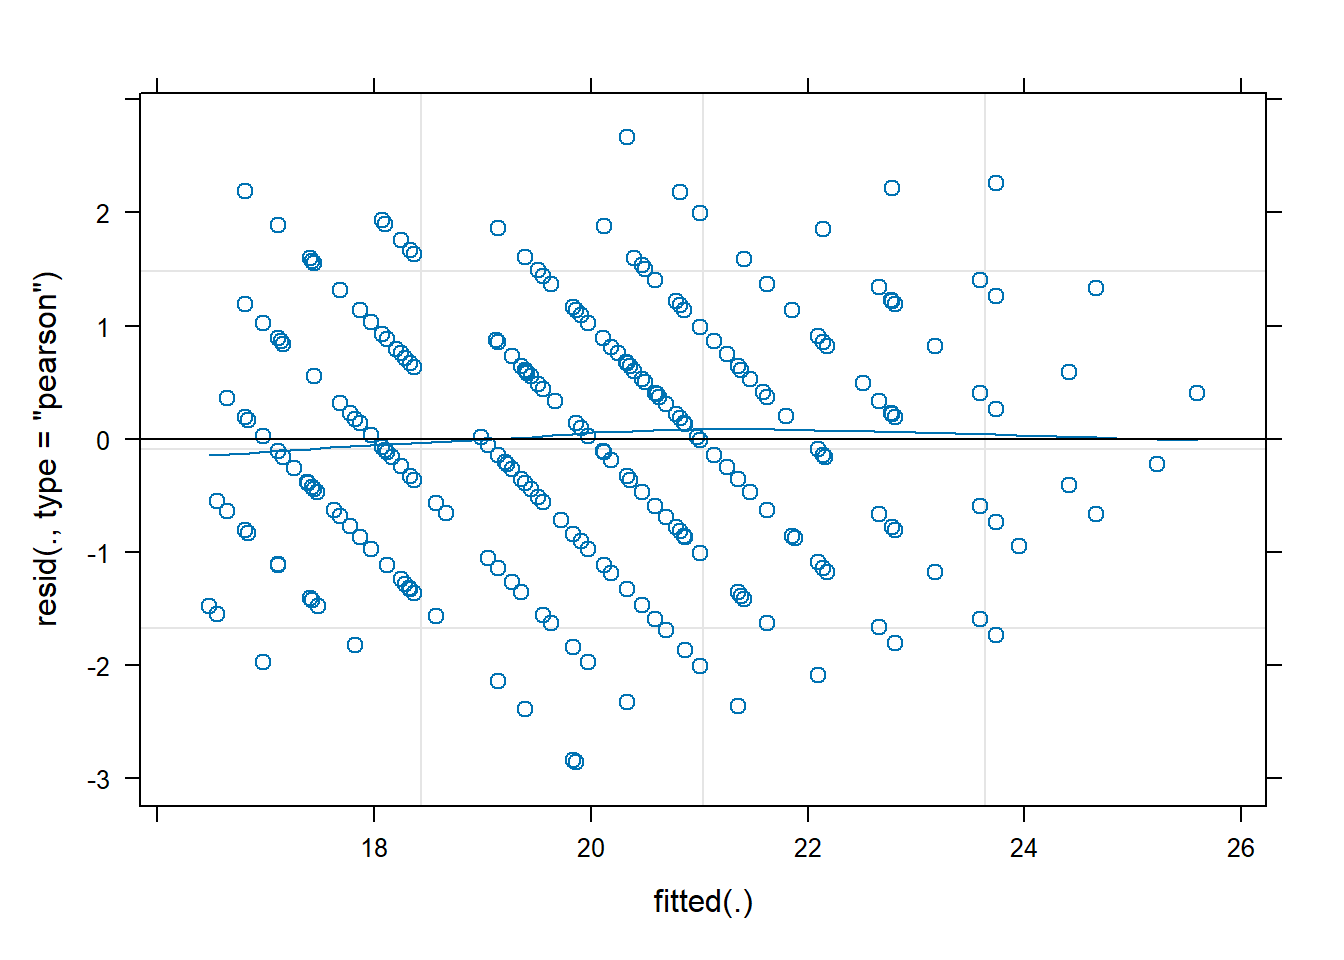 2
1
0
-1
-2
-3
resid(., type = "pearson")
18 20 22 24 26
fitted(.)